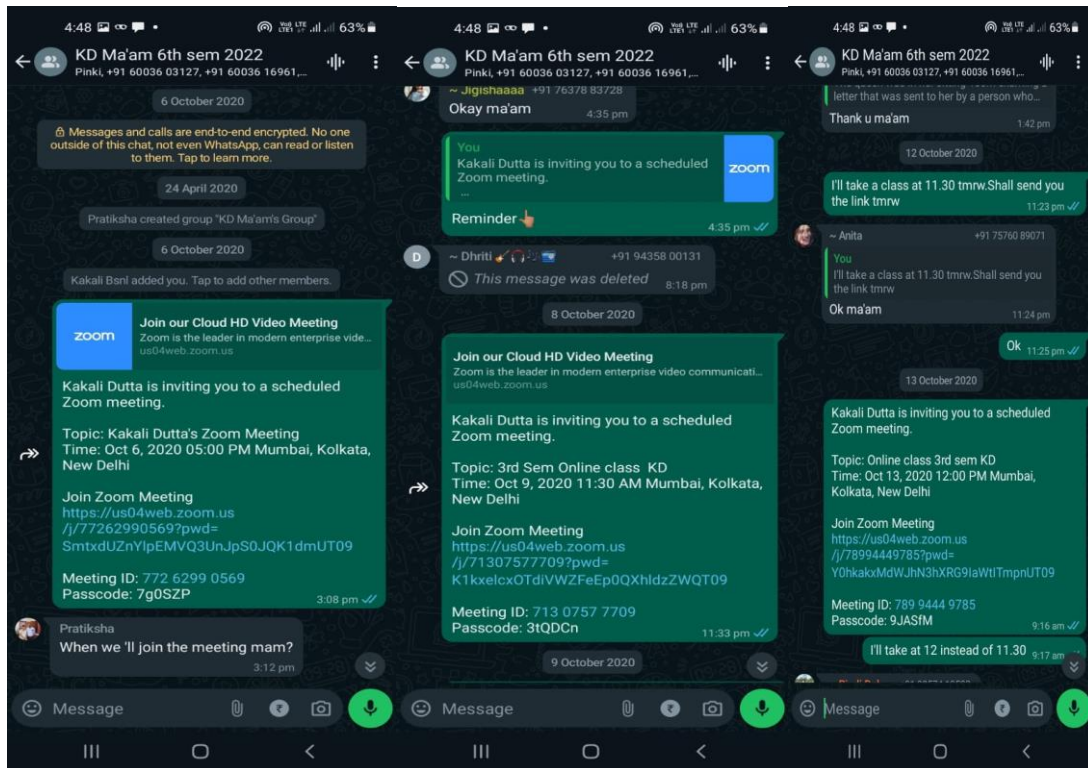 4:48
63%
KD Ma'am 6th sem 2022
Pinki, +91 60036 03127, +91 60036 16961,...
6 October 2020
Messages and calls are end-to-end encrypted. No one
outside of this chat, not even WhatsApp, can read or listen
to them. Tap to learn more.
24 April 2020
Pratiksha created group "KD Ma'am's Group"
6 October 2020
Kakali Bsnl added you. Tap to add other members.
zoom
Join our Cloud HD Video Meeting
Zoom is the leader in modern enterprise vide...
us04web.zoom.us
Kakali Dutta is inviting you to a scheduled
Zoom meeting.
Topic: Kakali Dutta's Zoom Meeting
Time: Oct 6, 2020 05:00 PM Mumbai, Kolkata,
New Delhi
Join Zoom Meeting
https://us04web.zoom.us
/j/77262990569?pwd=
SmtxdUZnYlpEMVQ3UnJpS0JQK1dmUT09
Meeting ID: 772 6299 0569
Passcode: 7g0SZP
3:08 pm
Pratiksha
When we 'll join the meeting mam?
3:12 pm
Message
4:48
63%
KD Ma'am 6th sem 2022
Pinki, +91 60036 03127, +91 60036 16961,...
~ Jigishaaaa +91 76378 83728
Okay ma'am
4:35 pm
You
Kakali Dutta is inviting you to a scheduled
Zoom meeting.
...
zoom
Reminder
4:35 pm
D
~ Dhriti +91 94358 00131
This message was deleted
8:18 pm
8 October 2020
Join our Cloud HD Video Meeting
Zoom is the leader in modern enterprise video communicati...
us04web.zoom.us
Kakali Dutta is inviting you to a scheduled
Zoom meeting.
Topic: 3rd Sem Online class KD
Time: Oct 9, 2020 11:30 AM Mumbai, Kolkata,
New Delhi
Join Zoom Meeting
https://us04web.zoom.us
/j/71307577709?pwd=
K1kxelcxOTdiVWZFeEp0QXhldzZWQT09
Meeting ID: 713 0757 7709
Passcode: 3tQDCn
11:33 pm
9 October 2020
Message
4:48
63%
KD Ma'am 6th sem 2022
Pinki, +91 60036 03127, +91 60036 16961,...
letter that was sent to her by a person who...
Thank u ma'am
1:42 pm
12 October 2020
I'll take a class at 11.30 tmrw.Shall send you
the link tmrw
11:23 pm
~ Anita +91 75760 89071
You
I'll take a class at 11.30 tmrw.Shall send you
the link tmrw
Ok ma'am
11:24 pm
Ok 11:25 pm
13 October 2020
Kakali Dutta is inviting you to a scheduled
Zoom meeting.
Topic: Online class 3rd sem KD
Time: Oct 13, 2020 12:00 PM Mumbai,
Kolkata, New Delhi
Join Zoom Meeting
https://us04web.zoom.us
/j/78994449785?pwd=
Y0hkakxMdWJhN3hXRG9IaWtITmpnUT09
Meeting ID: 789 9444 9785
Passcode: 9JASfM
9:16 am
I'll take at 12 instead of 11.30 9:17 am
Message